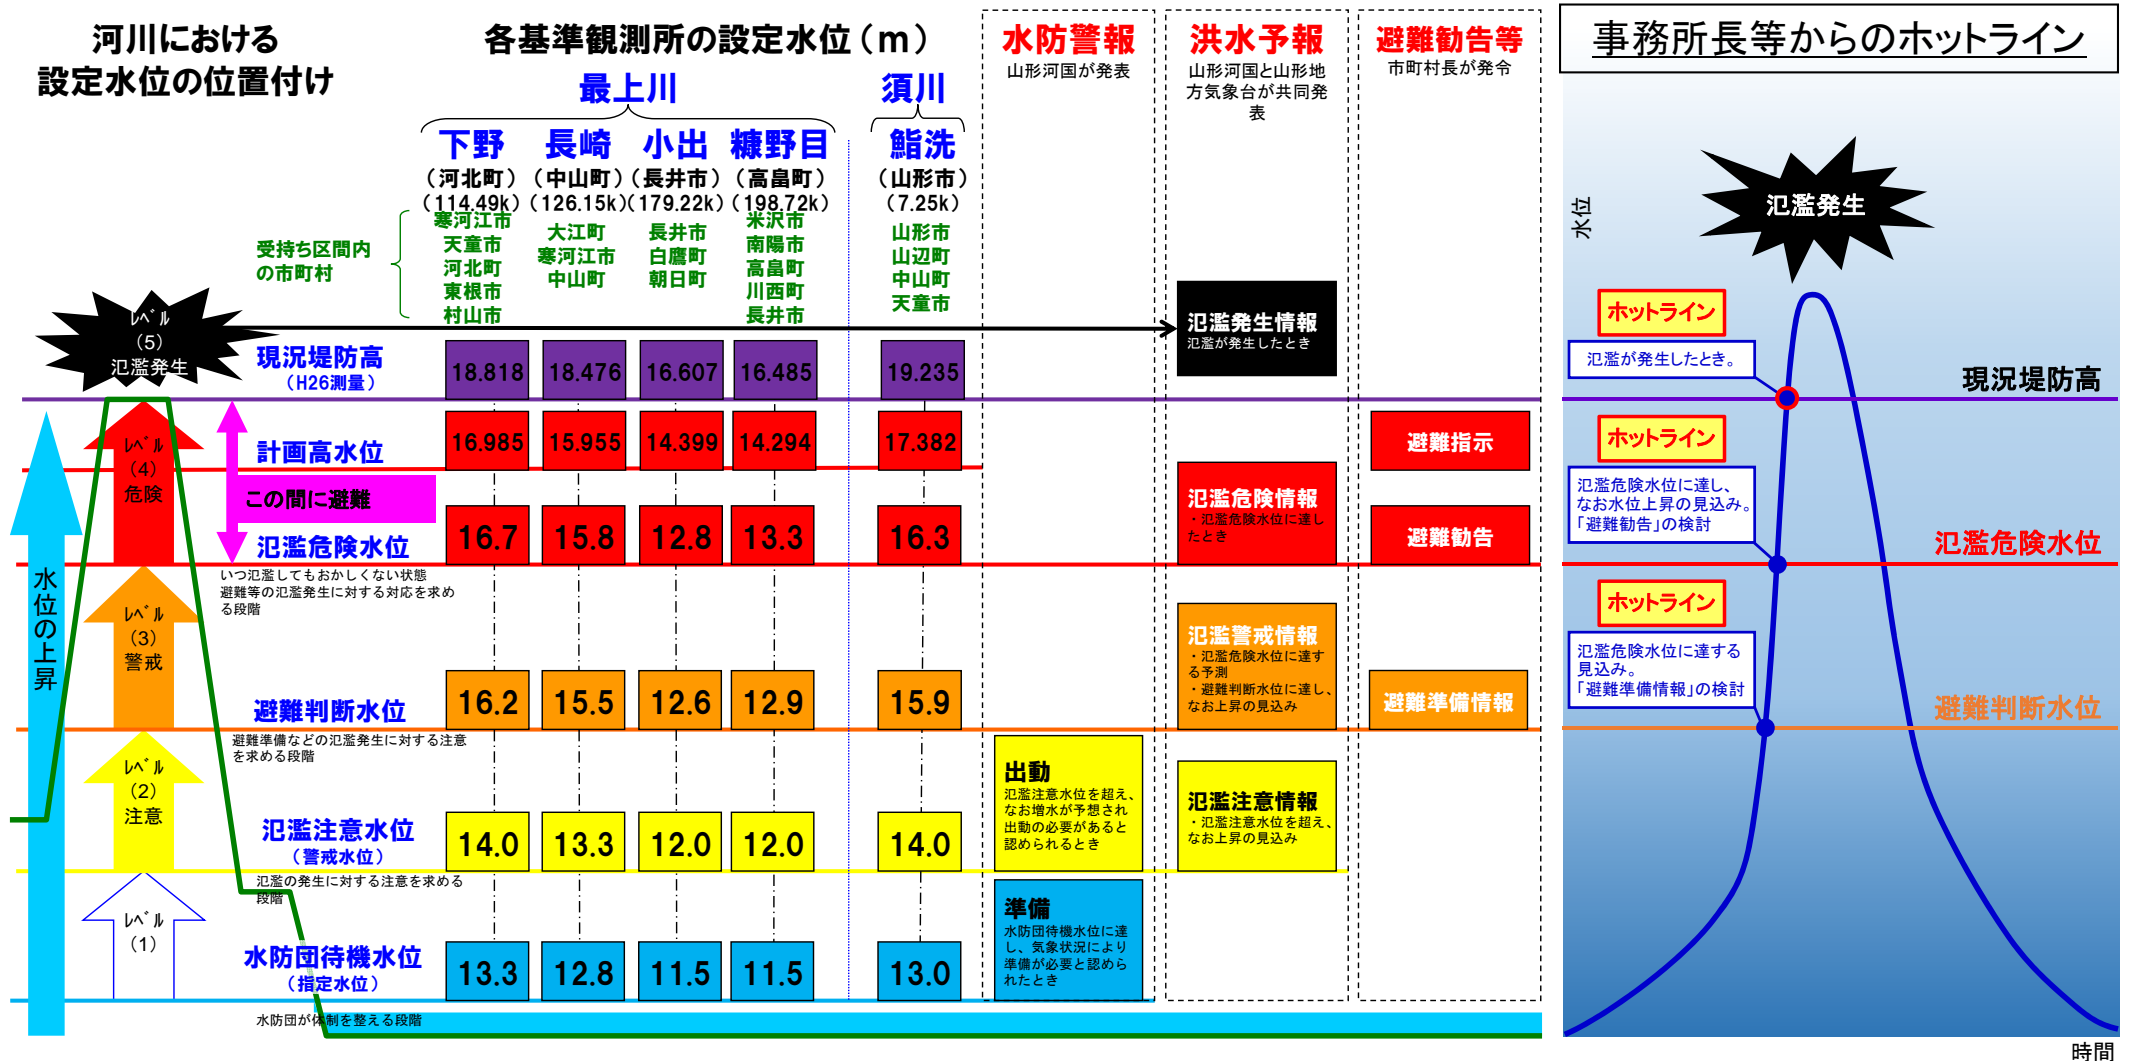 河川における
設定水位の位置付け
各基準観測所の設定水位（ｍ）
最上川
須川
下野
長崎
小出
糠野目
鮨洗
（河北町）
（中山町）
（長井市）
（高畠町）
（山形市）
（114.49k）
（126.15k）
（179.22k）
（198.72k）
（7.25k）
受持ち区間内
の市町村
寒河江市
天童市
河北町
東根市
村山市
大江町
寒河江市
中山町
長井市
白鷹町
朝日町
米沢市
南陽市
高畠町
川西町
長井市
山形市
山辺町
中山町
天童市
水防警報
山形河国が発表
洪水予報
山形河国と山形地
方気象台が共同発
表
避難勧告等
市町村長が発令
ﾚﾍﾞﾙ
（5）
氾濫発生
現況堤防高
（H26測量）
18.818
18.476
16.607
16.485
19.235
氾濫発生情報
氾濫が発生したとき
ﾚﾍﾞﾙ
（4）
危険
計画高水位
16.985
15.955
14.399
14.294
17.382
避難指示
この間に避難
氾濫危険水位
16.7
15.8
12.8
13.3
16.3
氾濫危険情報
・氾濫危険水位に達し
たとき
避難勧告
いつ氾濫してもおかしくない状態
避難等の氾濫発生に対する対応を求め
る段階
水位の上昇
ﾚﾍﾞﾙ
（3）
警戒
避難判断水位
16.2
15.5
12.6
12.9
15.9
氾濫警戒情報
・氾濫危険水位に達す
る予測
・避難判断水位に達し、
なお上昇の見込み
避難準備情報
避難準備などの氾濫発生に対する注意
を求める段階
ﾚﾍﾞﾙ
（2）
注意
氾濫注意水位
（警戒水位）
14.0
13.3
12.0
12.0
14.0
出動
氾濫注意水位を超え、
なお増水が予想され
出動の必要があると
認められるとき
氾濫注意情報
・氾濫注意水位を超え、
なお上昇の見込み
氾濫の発生に対する注意を求める
段階
ﾚﾍﾞﾙ
（1）
水防団待機水位
（指定水位）
13.3
12.8
11.5
11.5
13.0
準備
水防団待機水位に達
し、気象状況により
準備が必要と認めら
れたとき
水防団が体制を整える段階
事務所長等からのホットライン
水位
氾濫発生
ホットライン
氾濫が発生したとき。
現況堤防高
ホットライン
氾濫危険水位に達し、
なお水位上昇の見込み。
「避難勧告」の検討
氾濫危険水位
ホットライン
氾濫危険水位に達する
見込み。
「避難準備情報」の検討
避難判断水位
時間